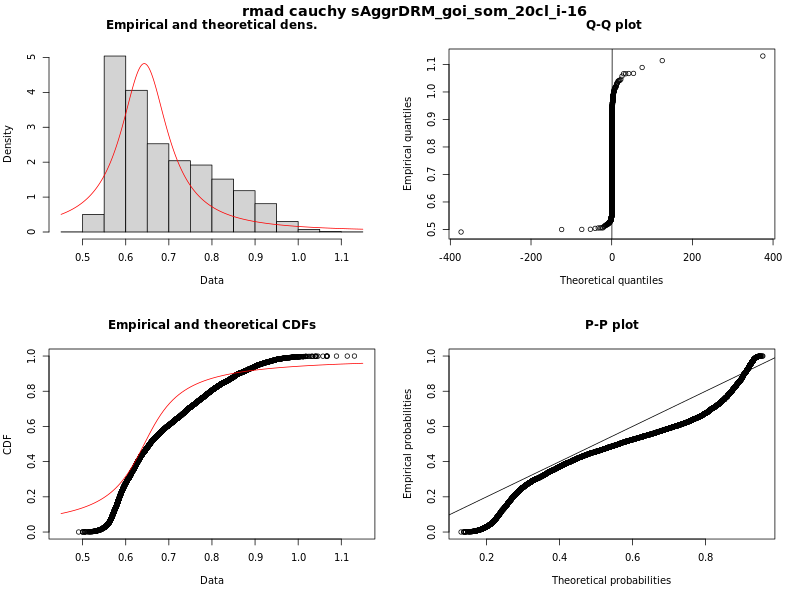 rmad cauchy sAggrDRM_goi_som_20cl_i-16
Empirical and theoretical dens.
Density
0 1 2 3 4 5
0.5 0.6 0.7 0.8 0.9 1.0 1.1
Data
Q-Q plot
Empirical quantiles
0.5 0.6 0.7 0.8 0.9 1.0 1.1
-400 -200 0 200 400
Theoretical quantiles
Empirical and theoretical CDFs
CDF
0.0 0.2 0.4 0.6 0.8 1.0
0.5 0.6 0.7 0.8 0.9 1.0 1.1
Data
P-P plot
Empirical probabilities
0.0 0.2 0.4 0.6 0.8 1.0
0.2 0.4 0.6 0.8
Theoretical probabilities